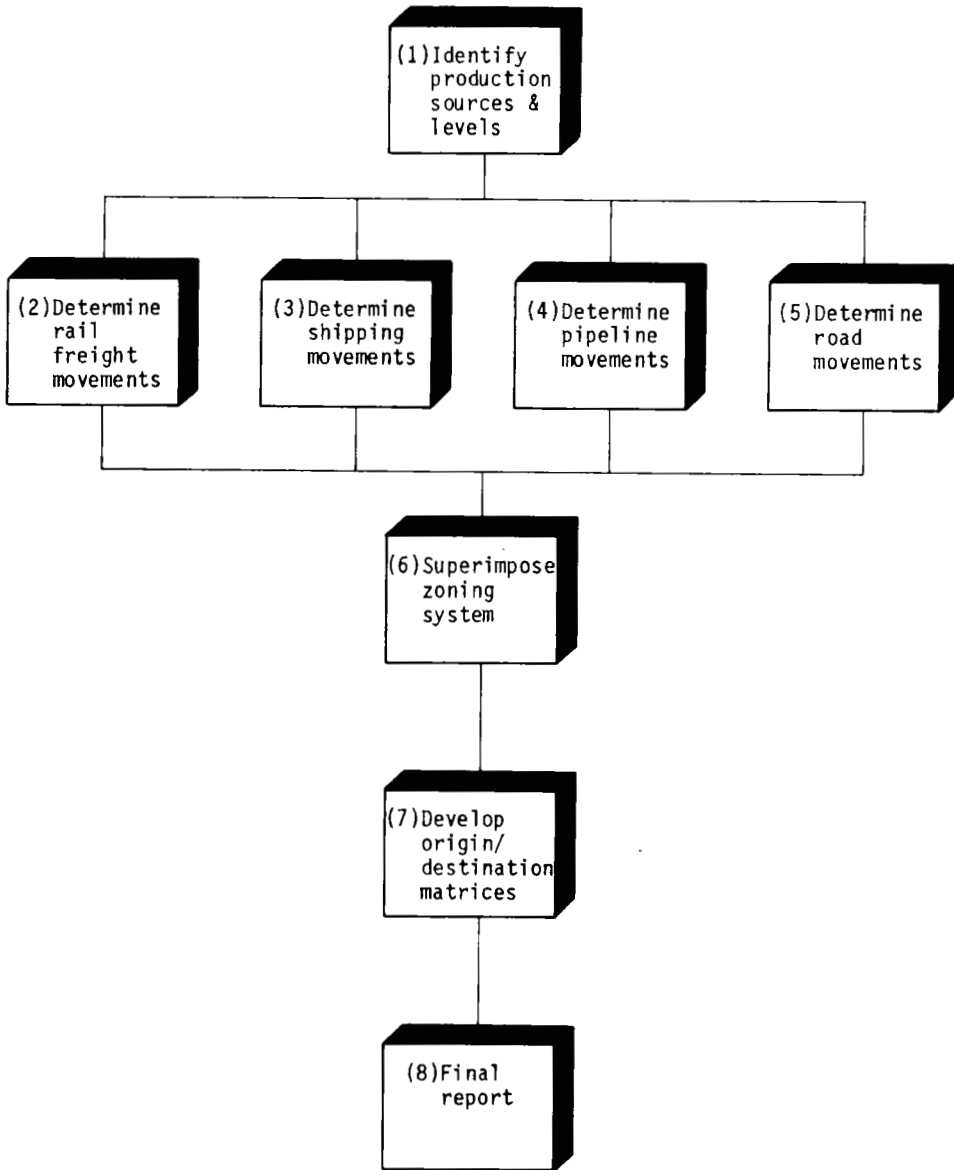 (1)Identify
production
sources &
levels
(2)Determine
rail
freight
movements
(3)Determine
shipping
movements
(4)Determine
pipeline
movements
(5)Determine
road
movements
(6)Superimpose
zoning
system
(7)Develop
origin/
destination
matrices
(8)Final
report